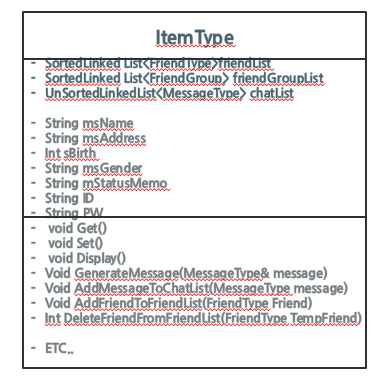 ItemType
- SortedLinked List<FriendType>friendList
- SortedLinked List<FriendGroup> friendGroupList
- UnSortedLinkedList<MessageType> chatList
- String msName
- String msAddress
- Int sBirth
- String msGender
- String mStatusMemo
- String ID
- String PW
- void Get()
- void Set()
- void Display()
- Void GenerateMessage(MessageType& message)
- Void AddMessageToChatList(MessageType message)
- Void AddFriendToFriendList(FriendType Friend)
- Int DeleteFriendFromFriendList(FriendType TempFriend)
- ETC..